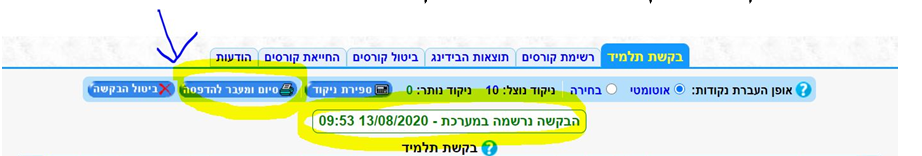 בקשת תלמיד רשימת קורסים תוצאות הבידינג ביטול קורסים החייאת קורסים הודעות
אופן העברת נקודות: אוטומטי בחירה ניקוד נוצל: 10 ניקוד נותר: 0 ספירת ניקוד סיום ומעבר להדפסה ביטול הבקשה
הבקשה נרשמה במערכת - 13/08/2020 09:53
בקשת תלמיד